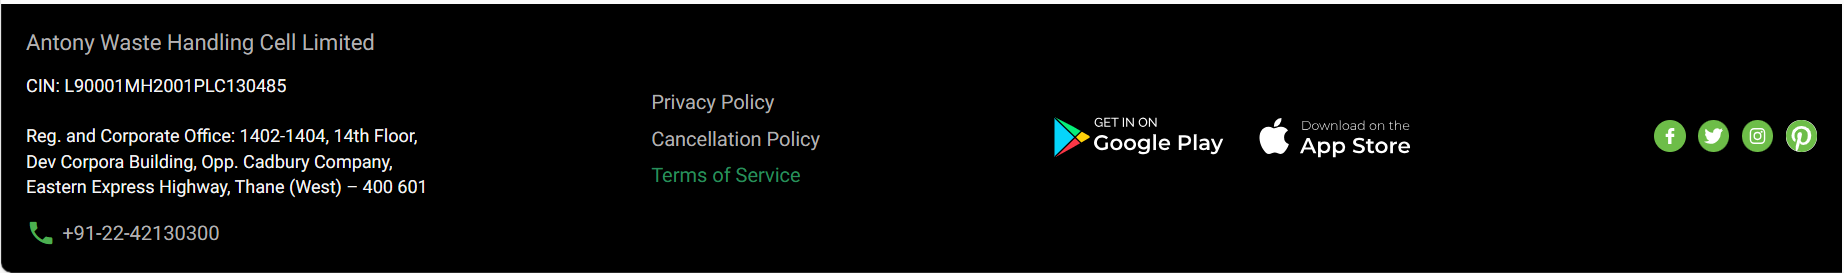 Antony Waste Handling Cell Limited
CIN: L90001MH2001PLC130485
Reg. and Corporate Office: 1402-1404, 14th Floor,
Dev Corpora Building, Opp. Cadbury Company,
Eastern Express Highway, Thane (West) – 400 601
+91-22-42130300
Privacy Policy
Cancellation Policy
Terms of Service
GET IN ON
Google Play
Download on the
App Store